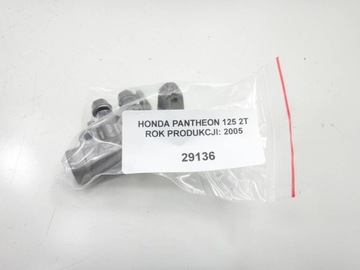 HONDA PANTHEON 125 2T
ROK PRODUKCJI: 2005
29136